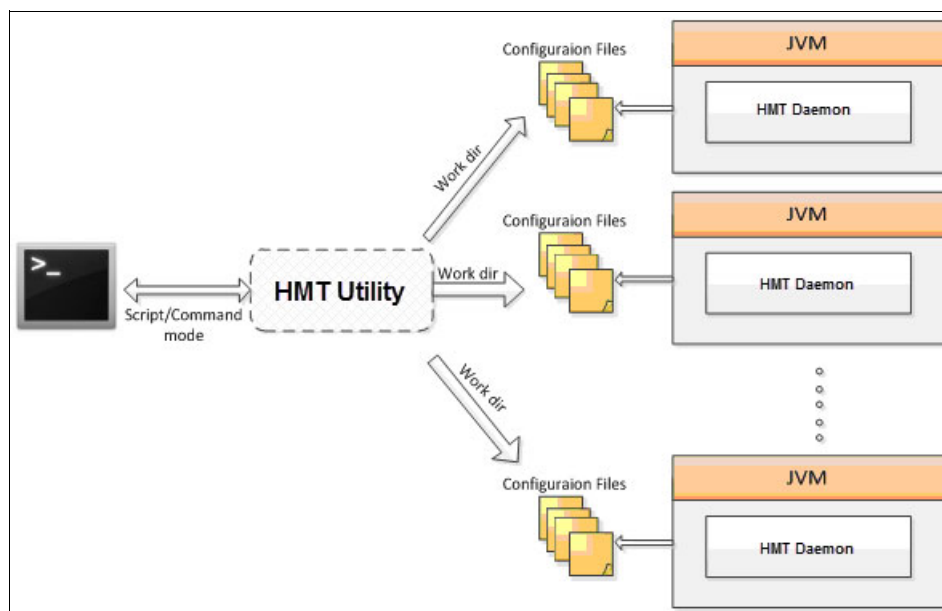 Configuraion Files
JVM
HMT Daemon
Work dir
Configuraion Files
JVM
HMT Daemon
>_
HMT Utility
Work dir
Script/Command
mode
Work dir
Configuraion Files
JVM
HMT Daemon